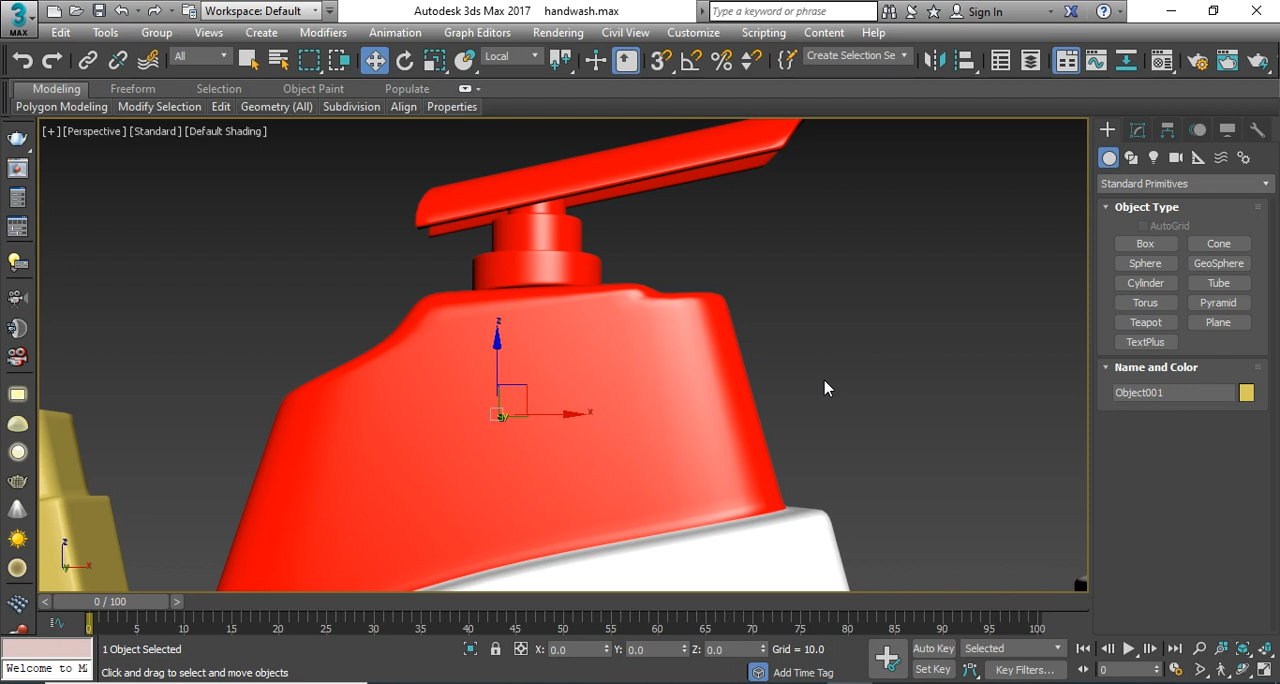 3
MAX
Workspace: Default
Autodesk 3ds Max 2017 handwash.max
Type a keyword or phrase
Sign In
Edit Tools Group Views Create Modifiers Animation Graph Editors Rendering Civil View Customize Scripting Content Help
All Local Create Selection Se
Modeling Freeform Selection Object Paint Populate
Polygon Modeling Modify Selection Edit Geometry (All) Subdivision Align Properties
[+] [Perspective] [Standard] [Default Shading]
Standard Primitives
Object Type
AutoGrid
Box Cone
Sphere GeoSphere
Cylinder Tube
Torus Pyramid
Teapot Plane
TextPlus
Name and Color
Object001
z
x
y
z
x
y
< 0 / 100 >
0 5 10 15 20 25 30 35 40 45 50 55 60 65 70 75 80 85 90 95 100
1 Object Selected X: 0.0 Y: 0.0 Z: 0.0 Grid = 10.0 Auto Key Selected
Welcome to M Click and drag to select and move objects Add Time Tag Set Key Key Filters... 0